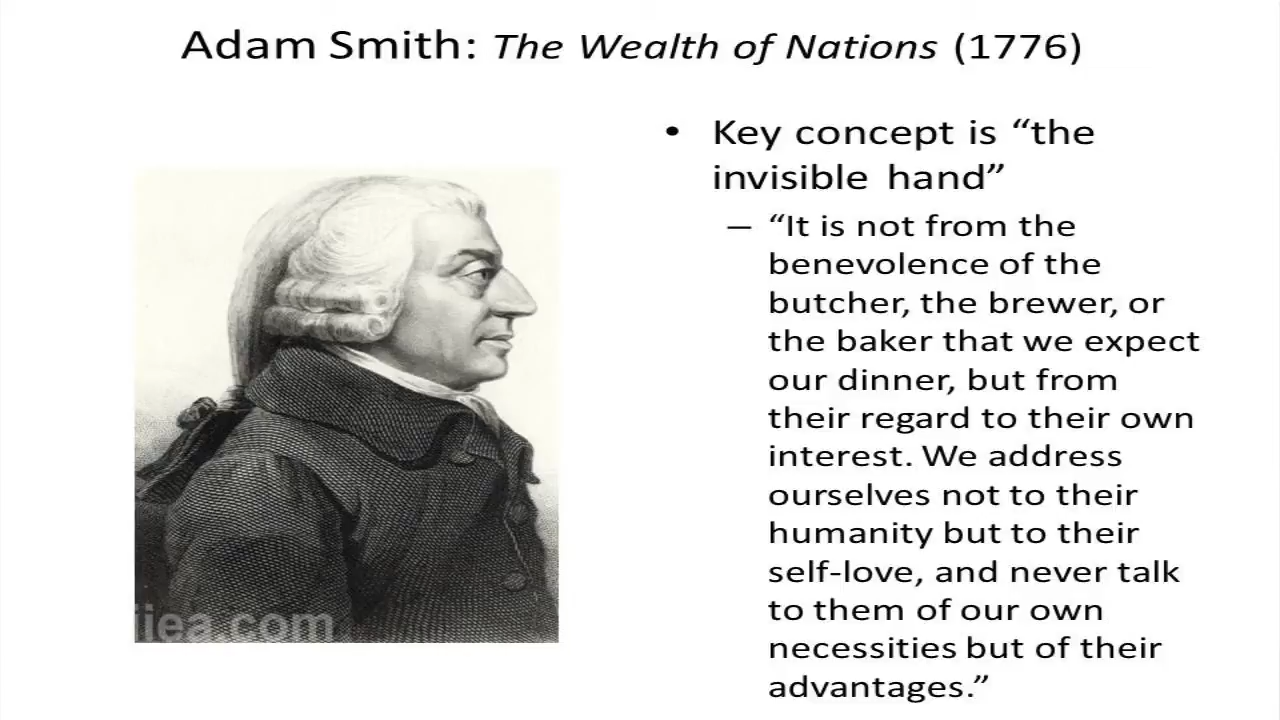 Adam Smith: The Wealth of Nations (1776)
• Key concept is “the
invisible hand”
– “It is not from the
benevolence of the
butcher, the brewer, or
the baker that we expect
our dinner, but from
their regard to their own
interest. We address
ourselves not to their
humanity but to their
self-love, and never talk
to them of our own
necessities but of their
advantages.”
iiea.com